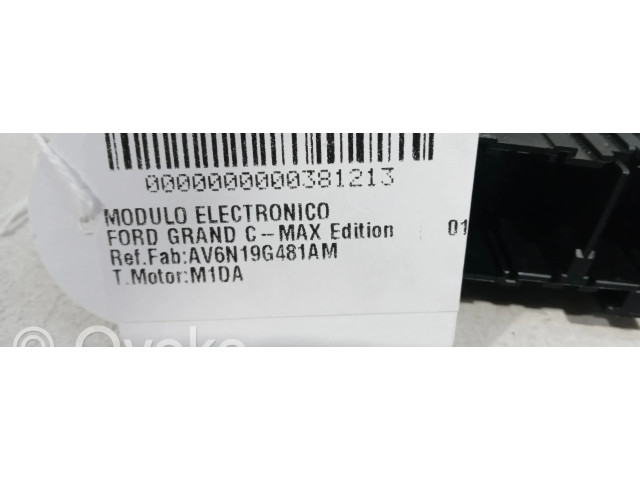 0000000000381213
MODULO ELECTRONICO
FORD GRAND C-MAX Edition 01
Ref.Fab:AV6N19G481AM
T.Motor:M1DA
Ovoko